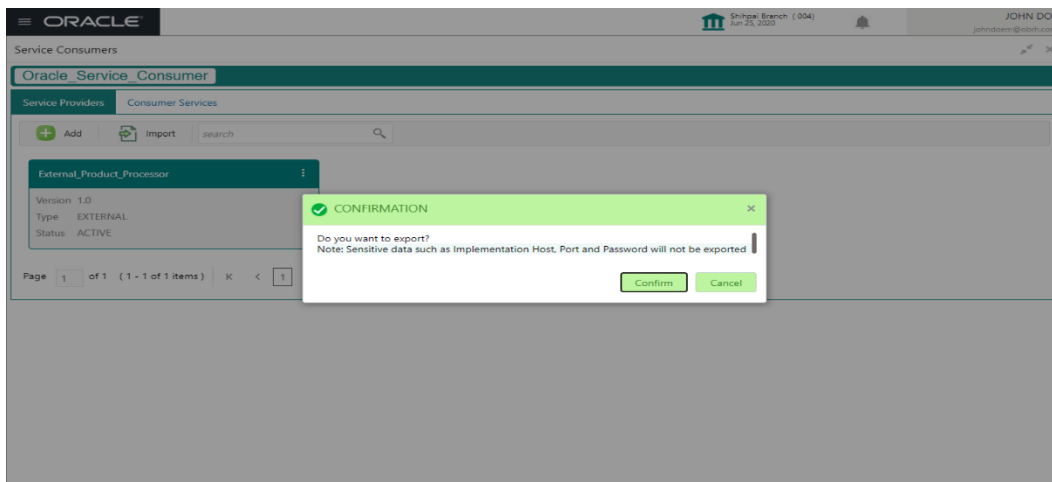 ORACLE
Shihpai Branch ( 004)
Jun 25, 2020
JOHN DO
johndoem@obrh.co
Service Consumers
Oracle_Service_Consumer
Service Providers
Consumer Services
Add
Import
search
External_Product_Processor
Version 1.0
Type EXTERNAL
Status ACTIVE
CONFIRMATION
Do you want to export?
Note: Sensitive data such as Implementation Host, Port and Password will not be exported
Confirm
Cancel
Page 1 of 1 ( 1 - 1 of 1 items ) K < 1